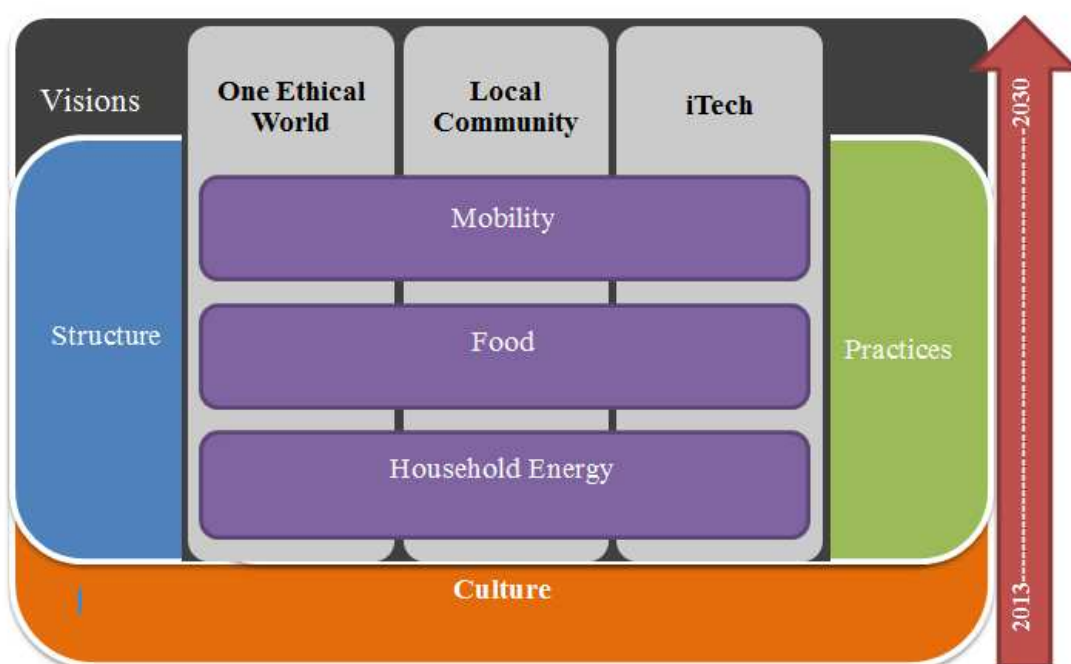 Visions
One Ethical
World
Local
Community
iTech
Mobility
Structure
Food
Practices
Household Energy
Culture
2013------------------------2030